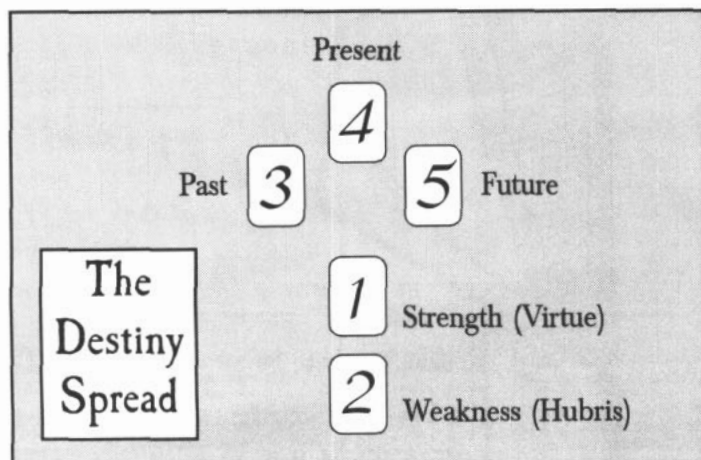 Present
4
Past 3 5 Future
The
Destiny
Spread
1 Strength (Virtue)
2 Weakness (Hubris)